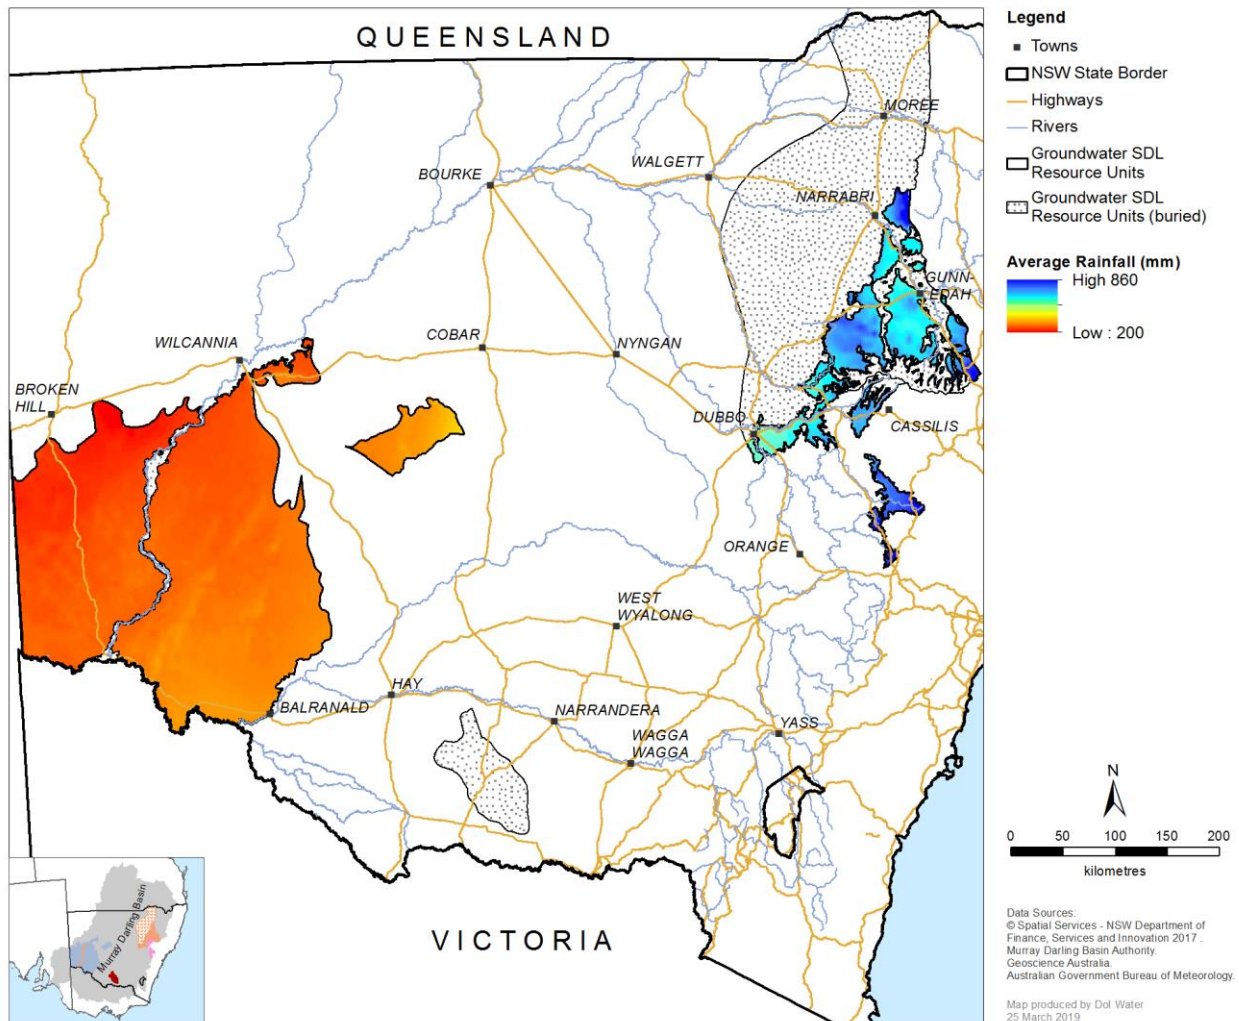 QUEENSLAND
MOREE
WALGETT
BOURKE
NARRABRI
GUNN-
EDAH
WILCANNIA
COBAR
NYNGAN
BROKEN
HILL
DUBBO
CASSILIS
ORANGE
WEST
WYALONG
HAY
BALRANALD
NARRANDERA
YASS
WAGGA
WAGGA
VICTORIA
Murray Darling Basin
Legend
Towns
NSW State Border
Highways
Rivers
Groundwater SDL
Resource Units
Groundwater SDL
Resource Units (buried)
Average Rainfall (mm)
High 860
Low : 200
N
0 50 100 150 200
kilometres
Data Sources:
© Spatial Services - NSW Department of
Finance, Services and Innovation 2017 .
Murray Darling Basin Authority.
Geoscience Australia.
Australian Government Bureau of Meteorology.
Map produced by DoI Water
25 March 2019